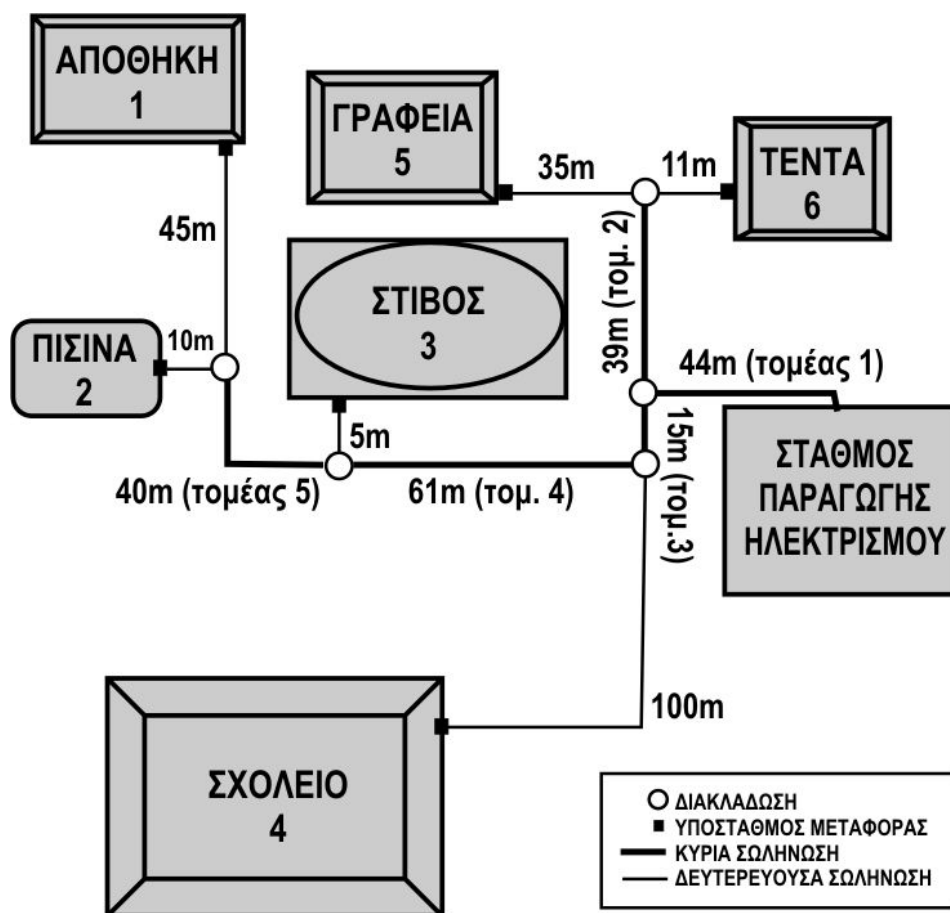 ΑΠΟΘΗΚΗ
1
ΓΡΑΦΕΙΑ
5
35m
11m
ΤΕΝΤΑ
6
45m
39m (τομ. 2)
ΣΤΙΒΟΣ
3
ΠΙΣΙΝΑ
2
10m
44m (τομέας 1)
5m
15m (τομ.3)
40m (τομέας 5)
61m (τομ. 4)
ΣΤΑΘΜΟΣ
ΠΑΡΑΓΩΓΗΣ
ΗΛΕΚΤΡΙΣΜΟΥ
100m
ΣΧΟΛΕΙΟ
4
ΔΙΑΚΛΑΔΩΣΗ
ΥΠΟΣΤΑΘΜΟΣ ΜΕΤΑΦΟΡΑΣ
ΚΥΡΙΑ ΣΩΛΗΝΩΣΗ
ΔΕΥΤΕΡΕΥΟΥΣΑ ΣΩΛΗΝΩΣΗ